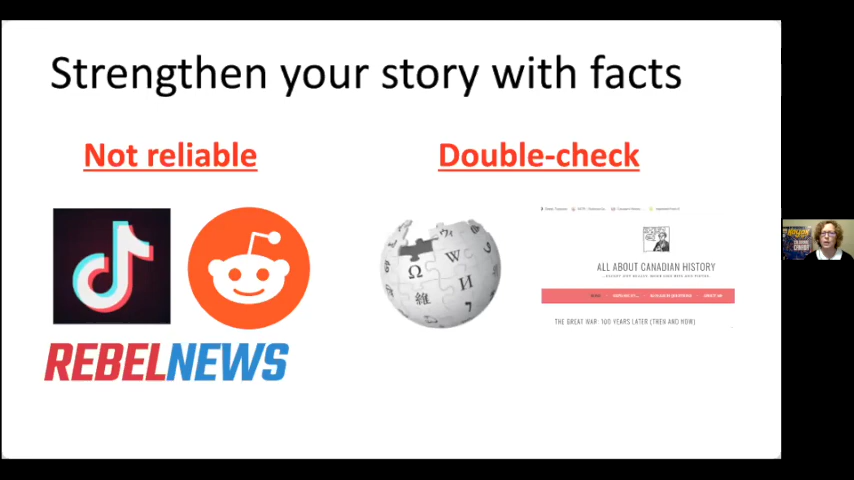 Strengthen your story with facts
Not reliable
Double-check
REBELNEWS
Ω W И 維
ALL ABOUT CANADIAN HISTORY
THE GREAT WAR: 100 YEARS LATER (THEN AND NOW)